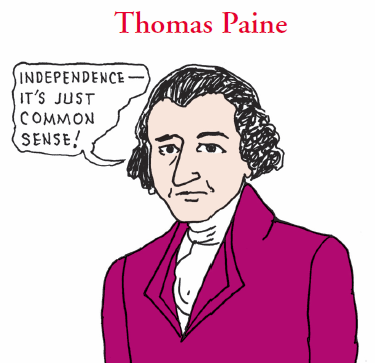 Thomas Paine
INDEPENDENCE—
IT'S JUST
COMMON
SENSE!